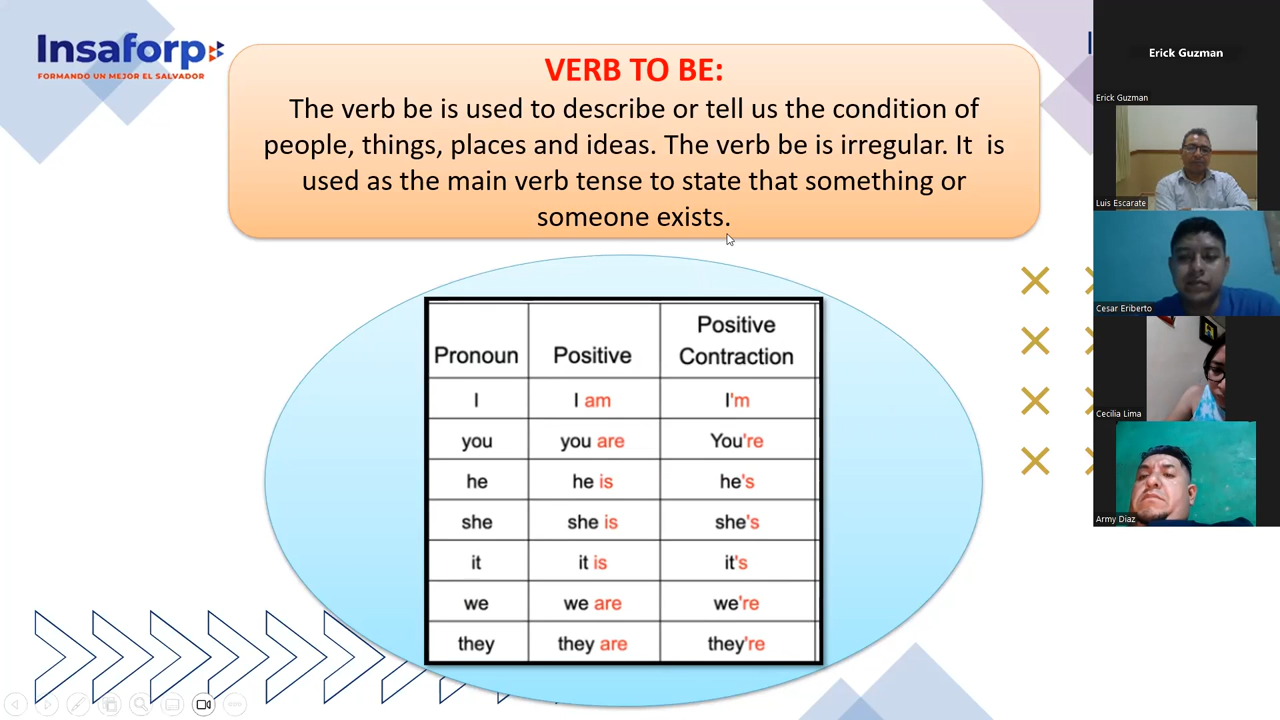 Insaforp
FORMANDO UN MEJOR EL SALVADOR
VERB TO BE:
The verb be is used to describe or tell us the condition of
people, things, places and ideas. The verb be is irregular. It is
used as the main verb tense to state that something or
someone exists.
Pronoun Positive Positive Contraction
I I am I'm
you you are You're
he he is he's
she she is she's
it it is it's
we we are we're
they they are they're
Erick Guzman
Erick Guzman
Luis Escarate
Cesar Eriberto
Cecilia Lima
Army Diaz